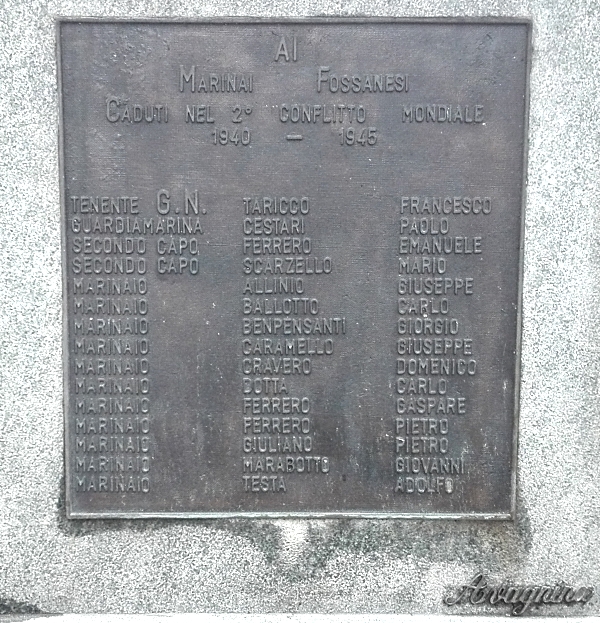 AI
MARINAI FOSSANESI
CADUTI NEL 2° CONFLITTO MONDIALE
1940 — 1945
TENENTE G.N. TARICCO FRANCESCO
GUARDIAMARINA CESTARI PAOLO
SECONDO CAPO FERRERO EMANUELE
SECONDO CAPO SCARZELLO MARIO
MARINAIO ALLINIO GIUSEPPE
MARINAIO BALLOTTO CARLO
MARINAIO BENPENSANTI GIORGIO
MARINAIO CARAMELLO GIUSEPPE
MARINAIO CRAVERO DOMENICO
MARINAIO DOTTA CARLO
MARINAIO FERRERO GASPARE
MARINAIO FERRERO PIETRO
MARINAIO GIULIANO PIETRO
MARINAIO MARABOTTO GIOVANNI
MARINAIO TESTA ADOLFO
Avagnina